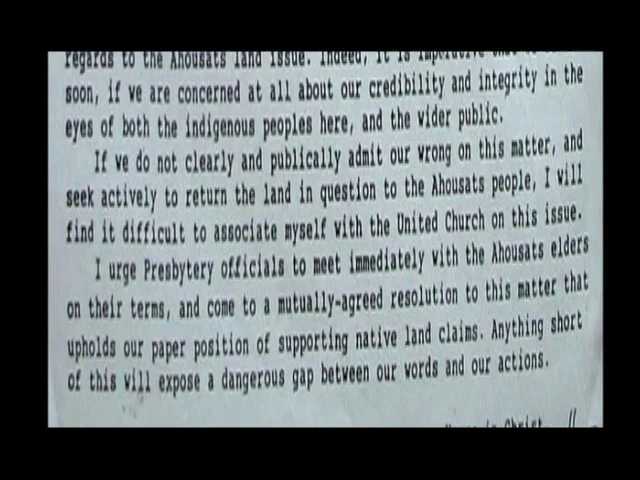 regards to the Ahousats land issue. Indeed, it is imperative
soon, if we are concerned at all about our credibility and integrity in the
eyes of both the indigenous peoples here, and the wider public.
If we do not clearly and publically admit our wrong on this matter, and
seek actively to return the land in question to the Ahousats people, I will
find it difficult to associate myself with the United Church on this issue.
I urge Presbytery officials to meet immediately with the Ahousats elders
on their terms, and come to a mutually-agreed resolution to this matter that
upholds our paper position of supporting native land claims. Anything short
of this will expose a dangerous gap between our words and our actions.
Christ